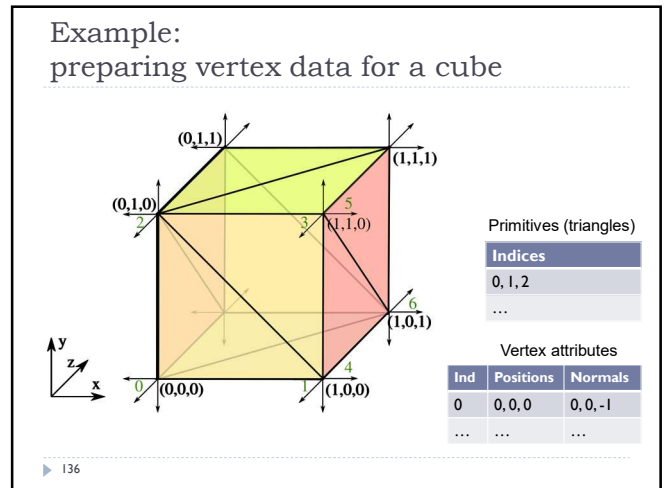 Example:
preparing vertex data for a cube
(0,1,1)
(1,1,1)
(0,1,0)
2
3
5
(1,1,0)
6
(1,0,1)
y
z
x
0
(0,0,0)
1
4
(1,0,0)
Primitives (triangles)
Indices
0, 1, 2
…
Vertex attributes
Ind Positions Normals
0 0, 0, 0 0, 0, -1
… … …
136